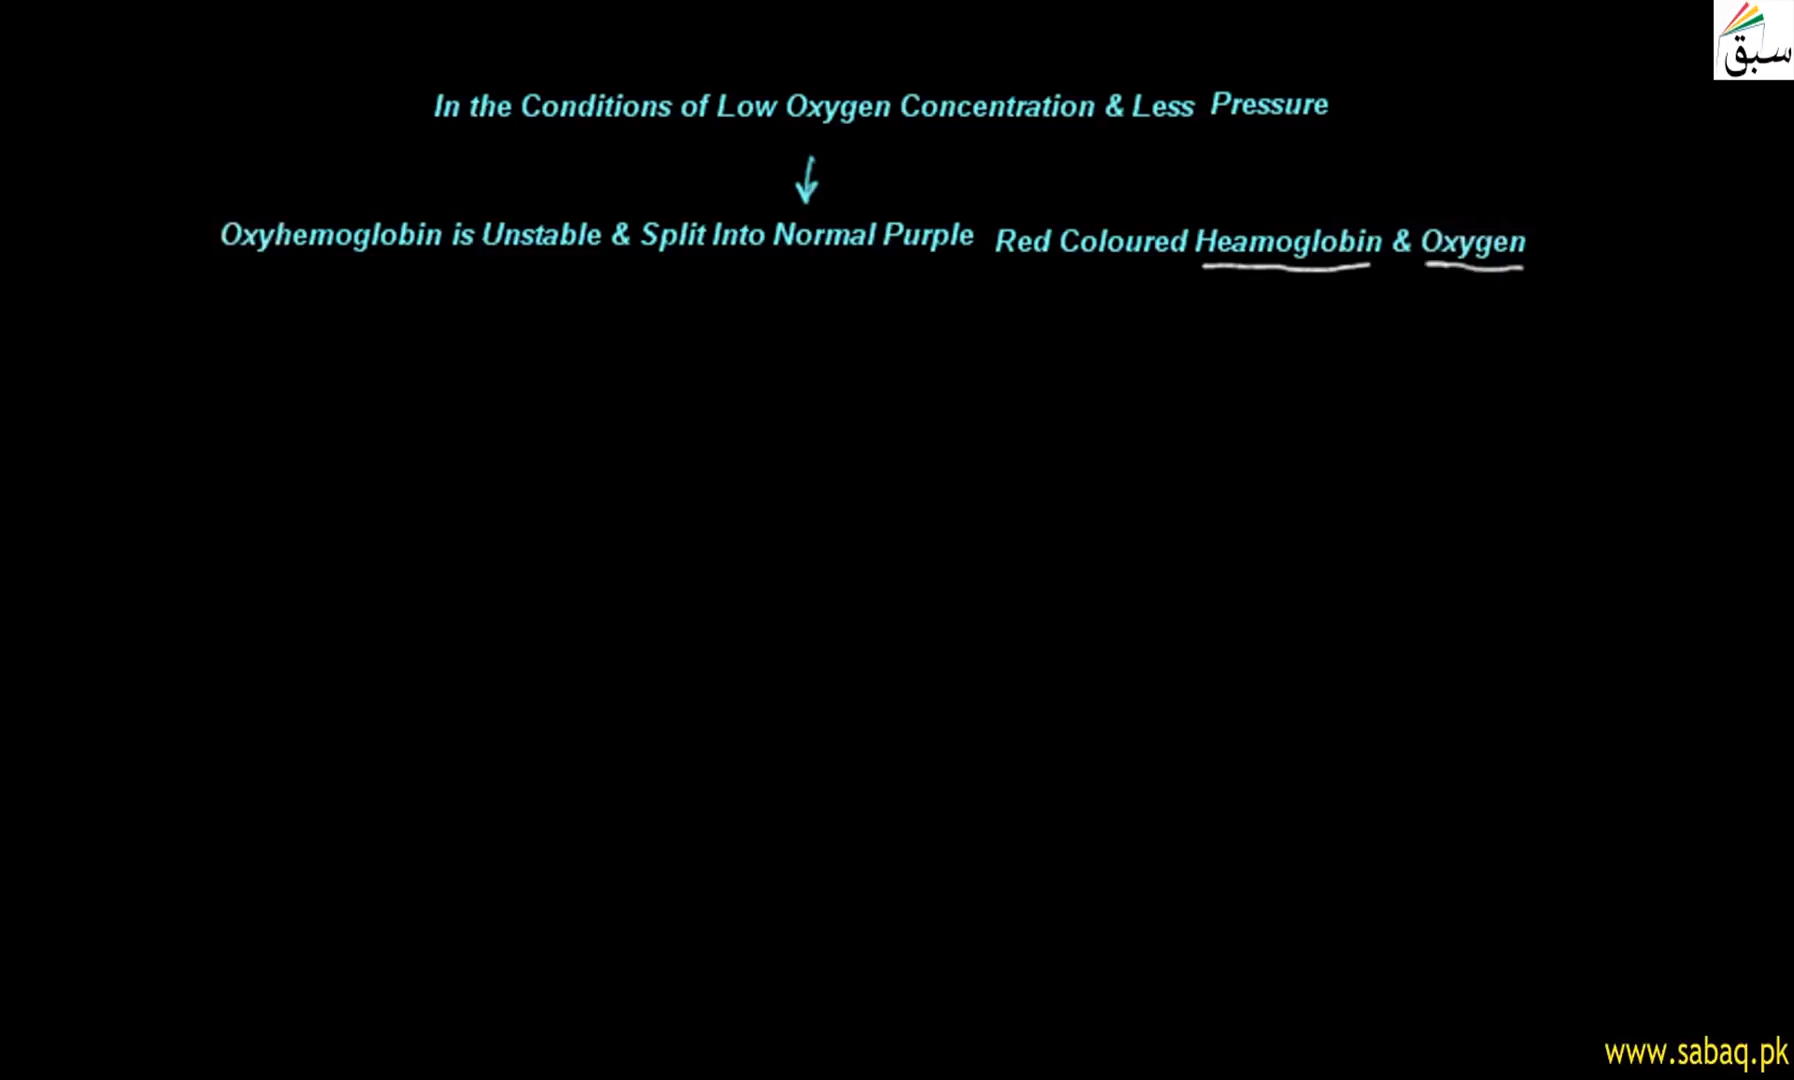 سبق
In the Conditions of Low Oxygen Concentration & Less Pressure
Oxyhemoglobin is Unstable & Split Into Normal Purple Red Coloured Heamoglobin & Oxygen
www.sabaq.pk